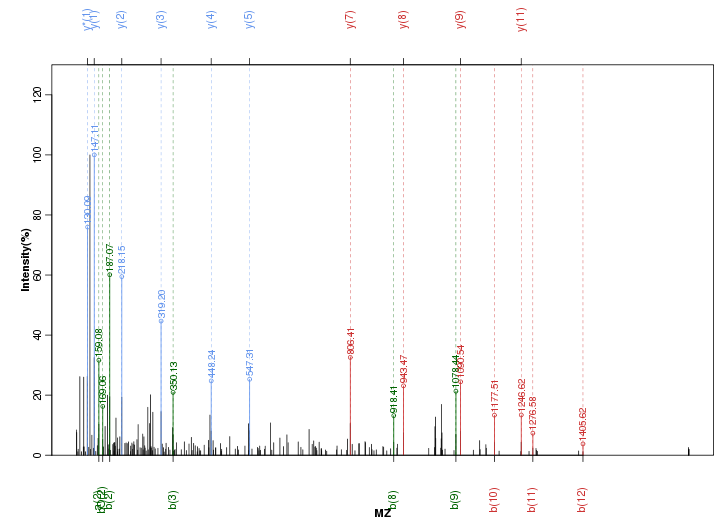 y*(1)
y(1)
y(2)
y(3)
y(4)
y(5)
y(7)
y(8)
y(9)
y(11)
Intensity(%)
0
20
40
60
80
100
120
130.09
147.11
159.08
169.06
187.07
218.15
319.20
350.13
448.24
547.31
806.41
918.41
943.47
1078.44
1177.51
1246.62
1276.58
1405.62
b(2)
b(3)
b(8)
b(9)
b(10)
b(11)
b(12)
MZ